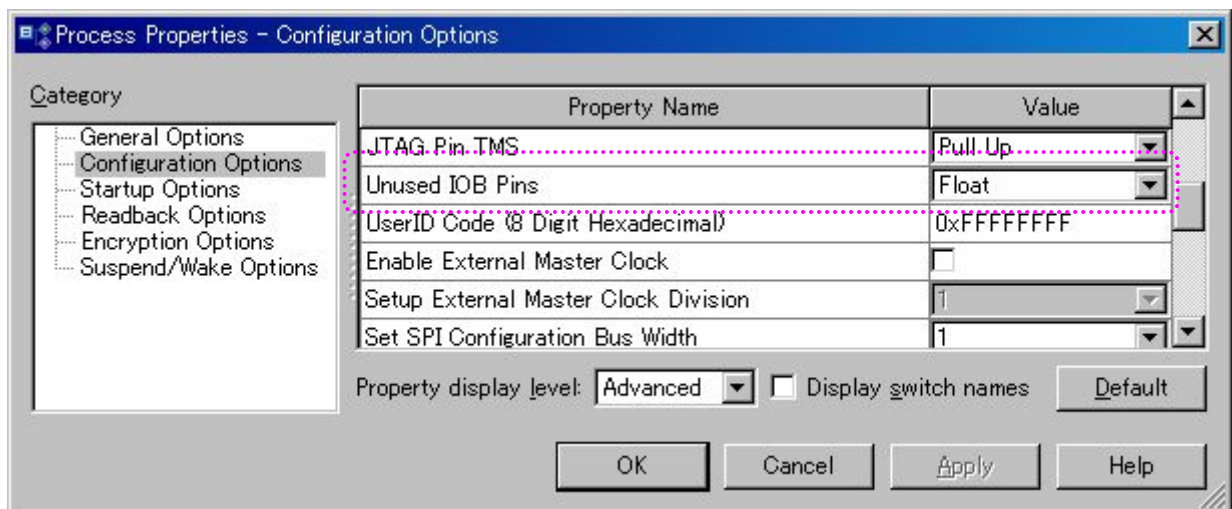 Process Properties - Configuration Options
Category
General Options
Configuration Options
Startup Options
Readback Options
Encryption Options
Suspend/Wake Options
Property Name Value
JTAG Pin TMS Pull Up
Unused IOB Pins Float
UserID Code (8 Digit Hexadecimal) 0xFFFFFFFF
Enable External Master Clock
Setup External Master Clock Division 1
Set SPI Configuration Bus Width 1
Property display level: Advanced Display switch names Default
OK Cancel Apply Help